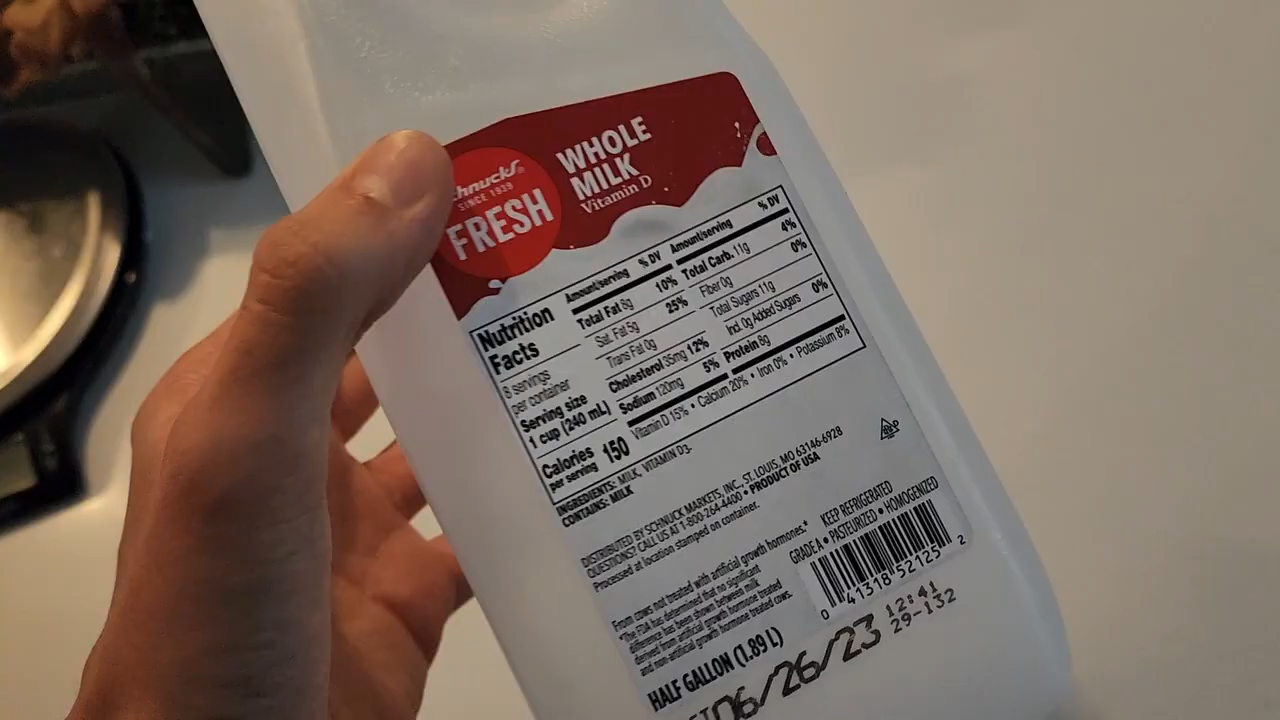 chnucks
SINCE 1939
FRESH
WHOLE
MILK
Vitamin D
Nutrition
Facts
8 servings
per container
Serving size
1 cup (240 mL)
Calories
per serving 150
Amount/serving % DV
Total Fat 8g 10%
Sat. Fat 5g 25%
Trans Fat 0g
Cholesterol 35mg 12%
Sodium 120mg 5%
Amount/serving % DV
Total Carb. 11g 4%
Fiber 0g 0%
Total Sugars 11g
Incl. 0g Added Sugars 0%
Protein 8g
Vitamin D 15% • Calcium 20% • Iron 0% • Potassium 8%
INGREDIENTS: MILK, VITAMIN D3.
CONTAINS: MILK
DISTRIBUTED BY SCHNUCK MARKETS, INC., ST. LOUIS, MO 63146-6928
QUESTIONS? CALL US AT 1-800-264-4400 • PRODUCT OF USA
Processed at location stamped on container.
From cows not treated with artificial growth hormones.*
*The FDA has determined that no significant
difference has been shown between milk
derived from artificial growth hormone treated
and non-artificial growth hormone treated cows.
HALF GALLON (1.89 L)
KEEP REFRIGERATED
GRADE A • PASTEURIZED • HOMOGENIZED
0 41318 52125 2
06/26/23 12:41
29-132